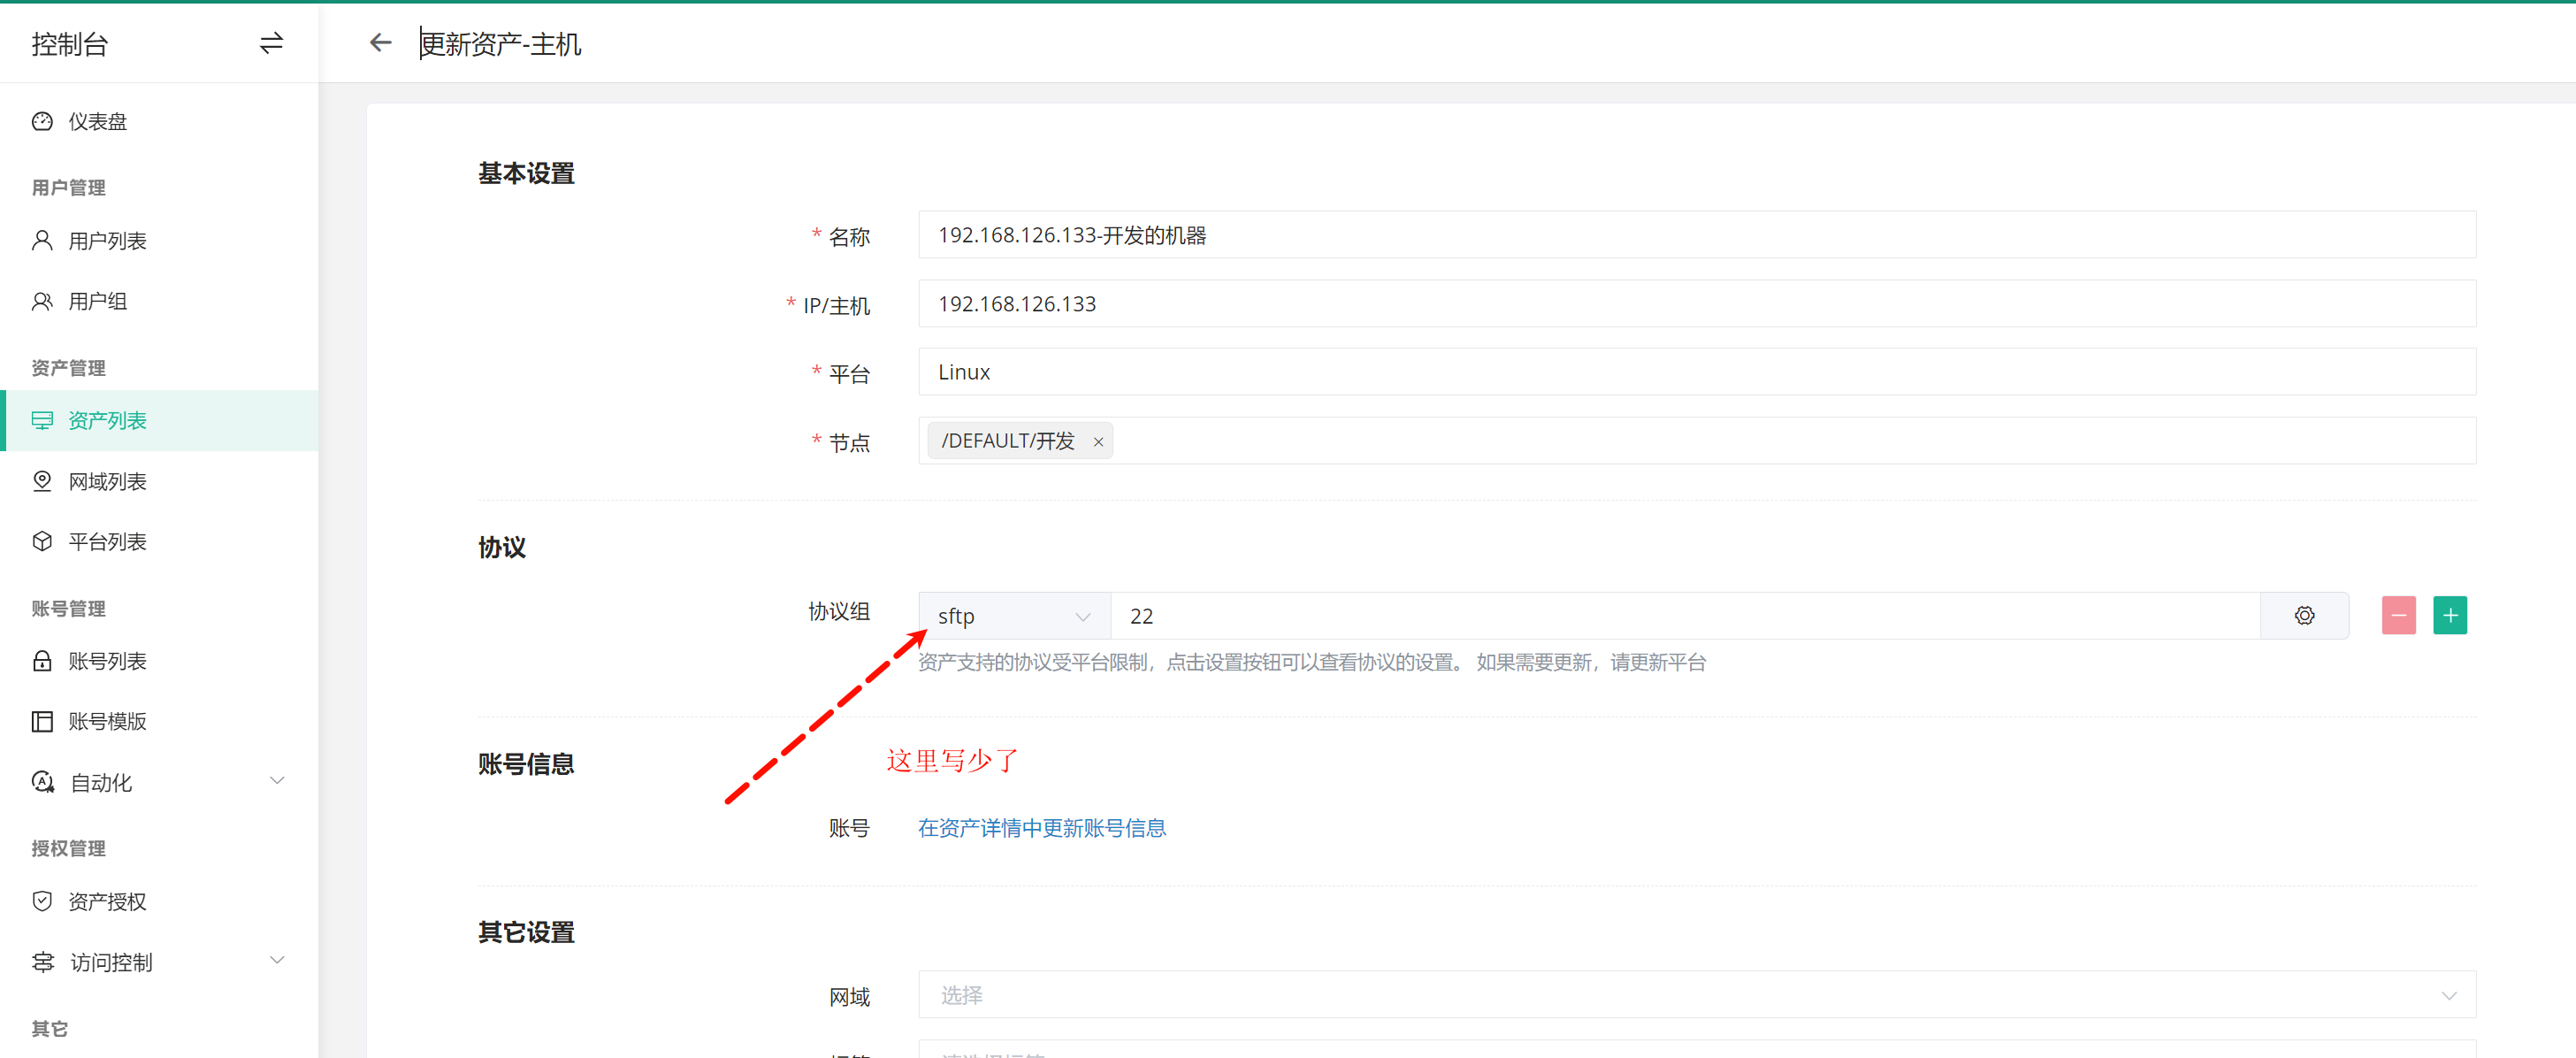 控制台
更新资产-主机
仪表盘
用户管理
用户列表
用户组
资产管理
资产列表
网域列表
平台列表
账号管理
账号列表
账号模版
自动化
授权管理
资产授权
访问控制
其它
基本设置
* 名称 192.168.126.133-开发的机器
* IP/主机 192.168.126.133
* 平台 Linux
* 节点 /DEFAULT/开发 ×
协议
协议组 sftp 22
资产支持的协议受平台限制，点击设置按钮可以查看协议的设置。 如果需要更新，请更新平台
这里写少了
账号信息
账号 在资产详情中更新账号信息
其它设置
网域 选择